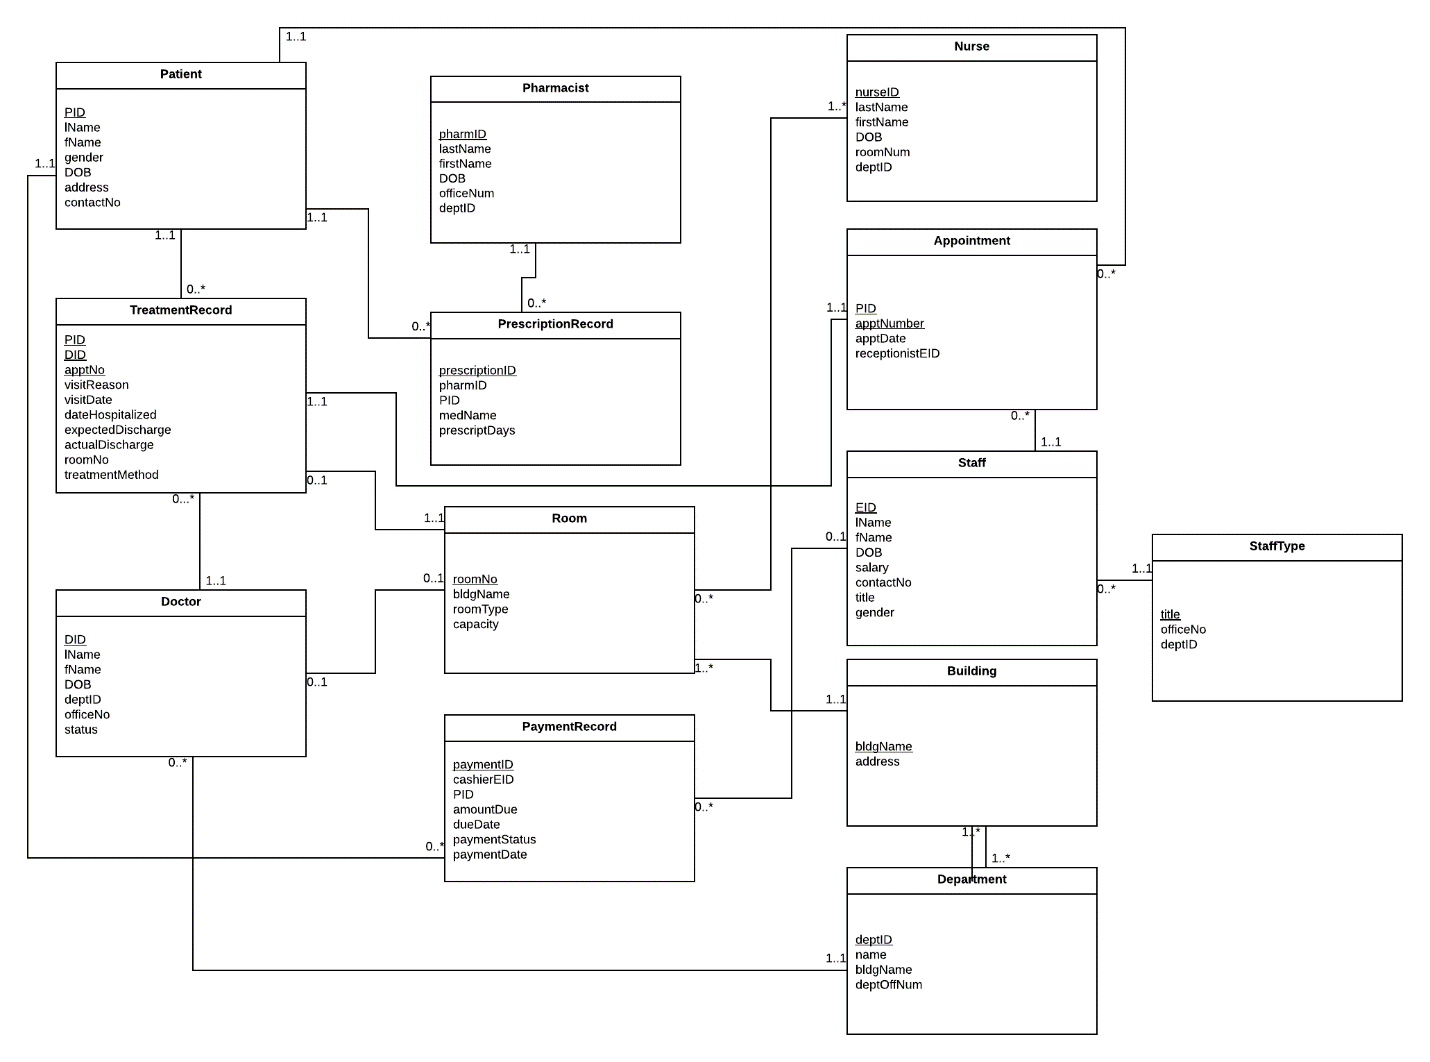 1..1
Patient
PID
lName
fName
gender
DOB
address
contactNo
1..1
1..1
1..1
Pharmacist
pharmID
lastName
firstName
DOB
officeNum
deptID
1..1
0..*
Nurse
nurseID
lastName
firstName
DOB
roomNum
deptID
1..*
0..*
TreatmentRecord
PID
DID
apptNo
visitReason
visitDate
dateHospitalized
expectedDischarge
actualDischarge
roomNo
treatmentMethod
1..1
0..1
0...*
0..*
PrescriptionRecord
prescriptionID
pharmID
PID
medName
prescriptDays
Appointment
0..*
1..1
PID
apptNumber
apptDate
receptionistEID
0..*
1..1
Room
1..1
0..1
roomNo
bldgName
roomType
capacity
0..*
1..*
Staff
EID
lName
fName
DOB
salary
contactNo
title
gender
0..1
0..*
1..1
StaffType
title
officeNo
deptID
1..1
Doctor
DID
lName
fName
DOB
deptID
officeNo
status
0..1
0..*
PaymentRecord
paymentID
cashierEID
PID
amountDue
dueDate
paymentStatus
paymentDate
0..*
0..*
Building
1..1
bldgName
address
1..*
1..*
Department
deptID
name
bldgName
deptOffNum
1..1